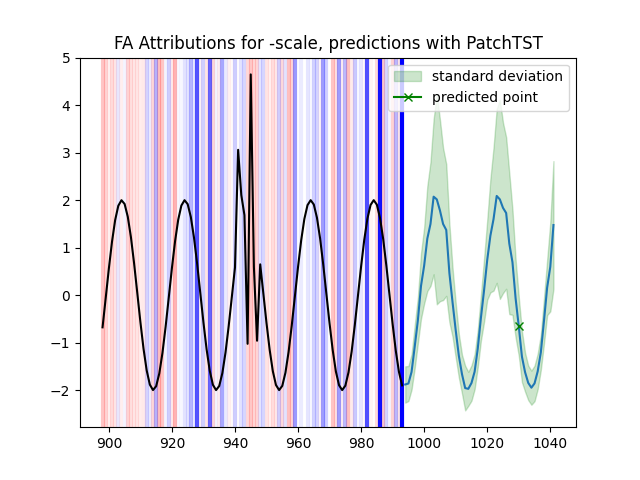 FA Attributions for -scale, predictions with PatchTST
standard deviation
predicted point
5
4
3
2
1
0
−1
−2
900 920 940 960 980 1000 1020 1040